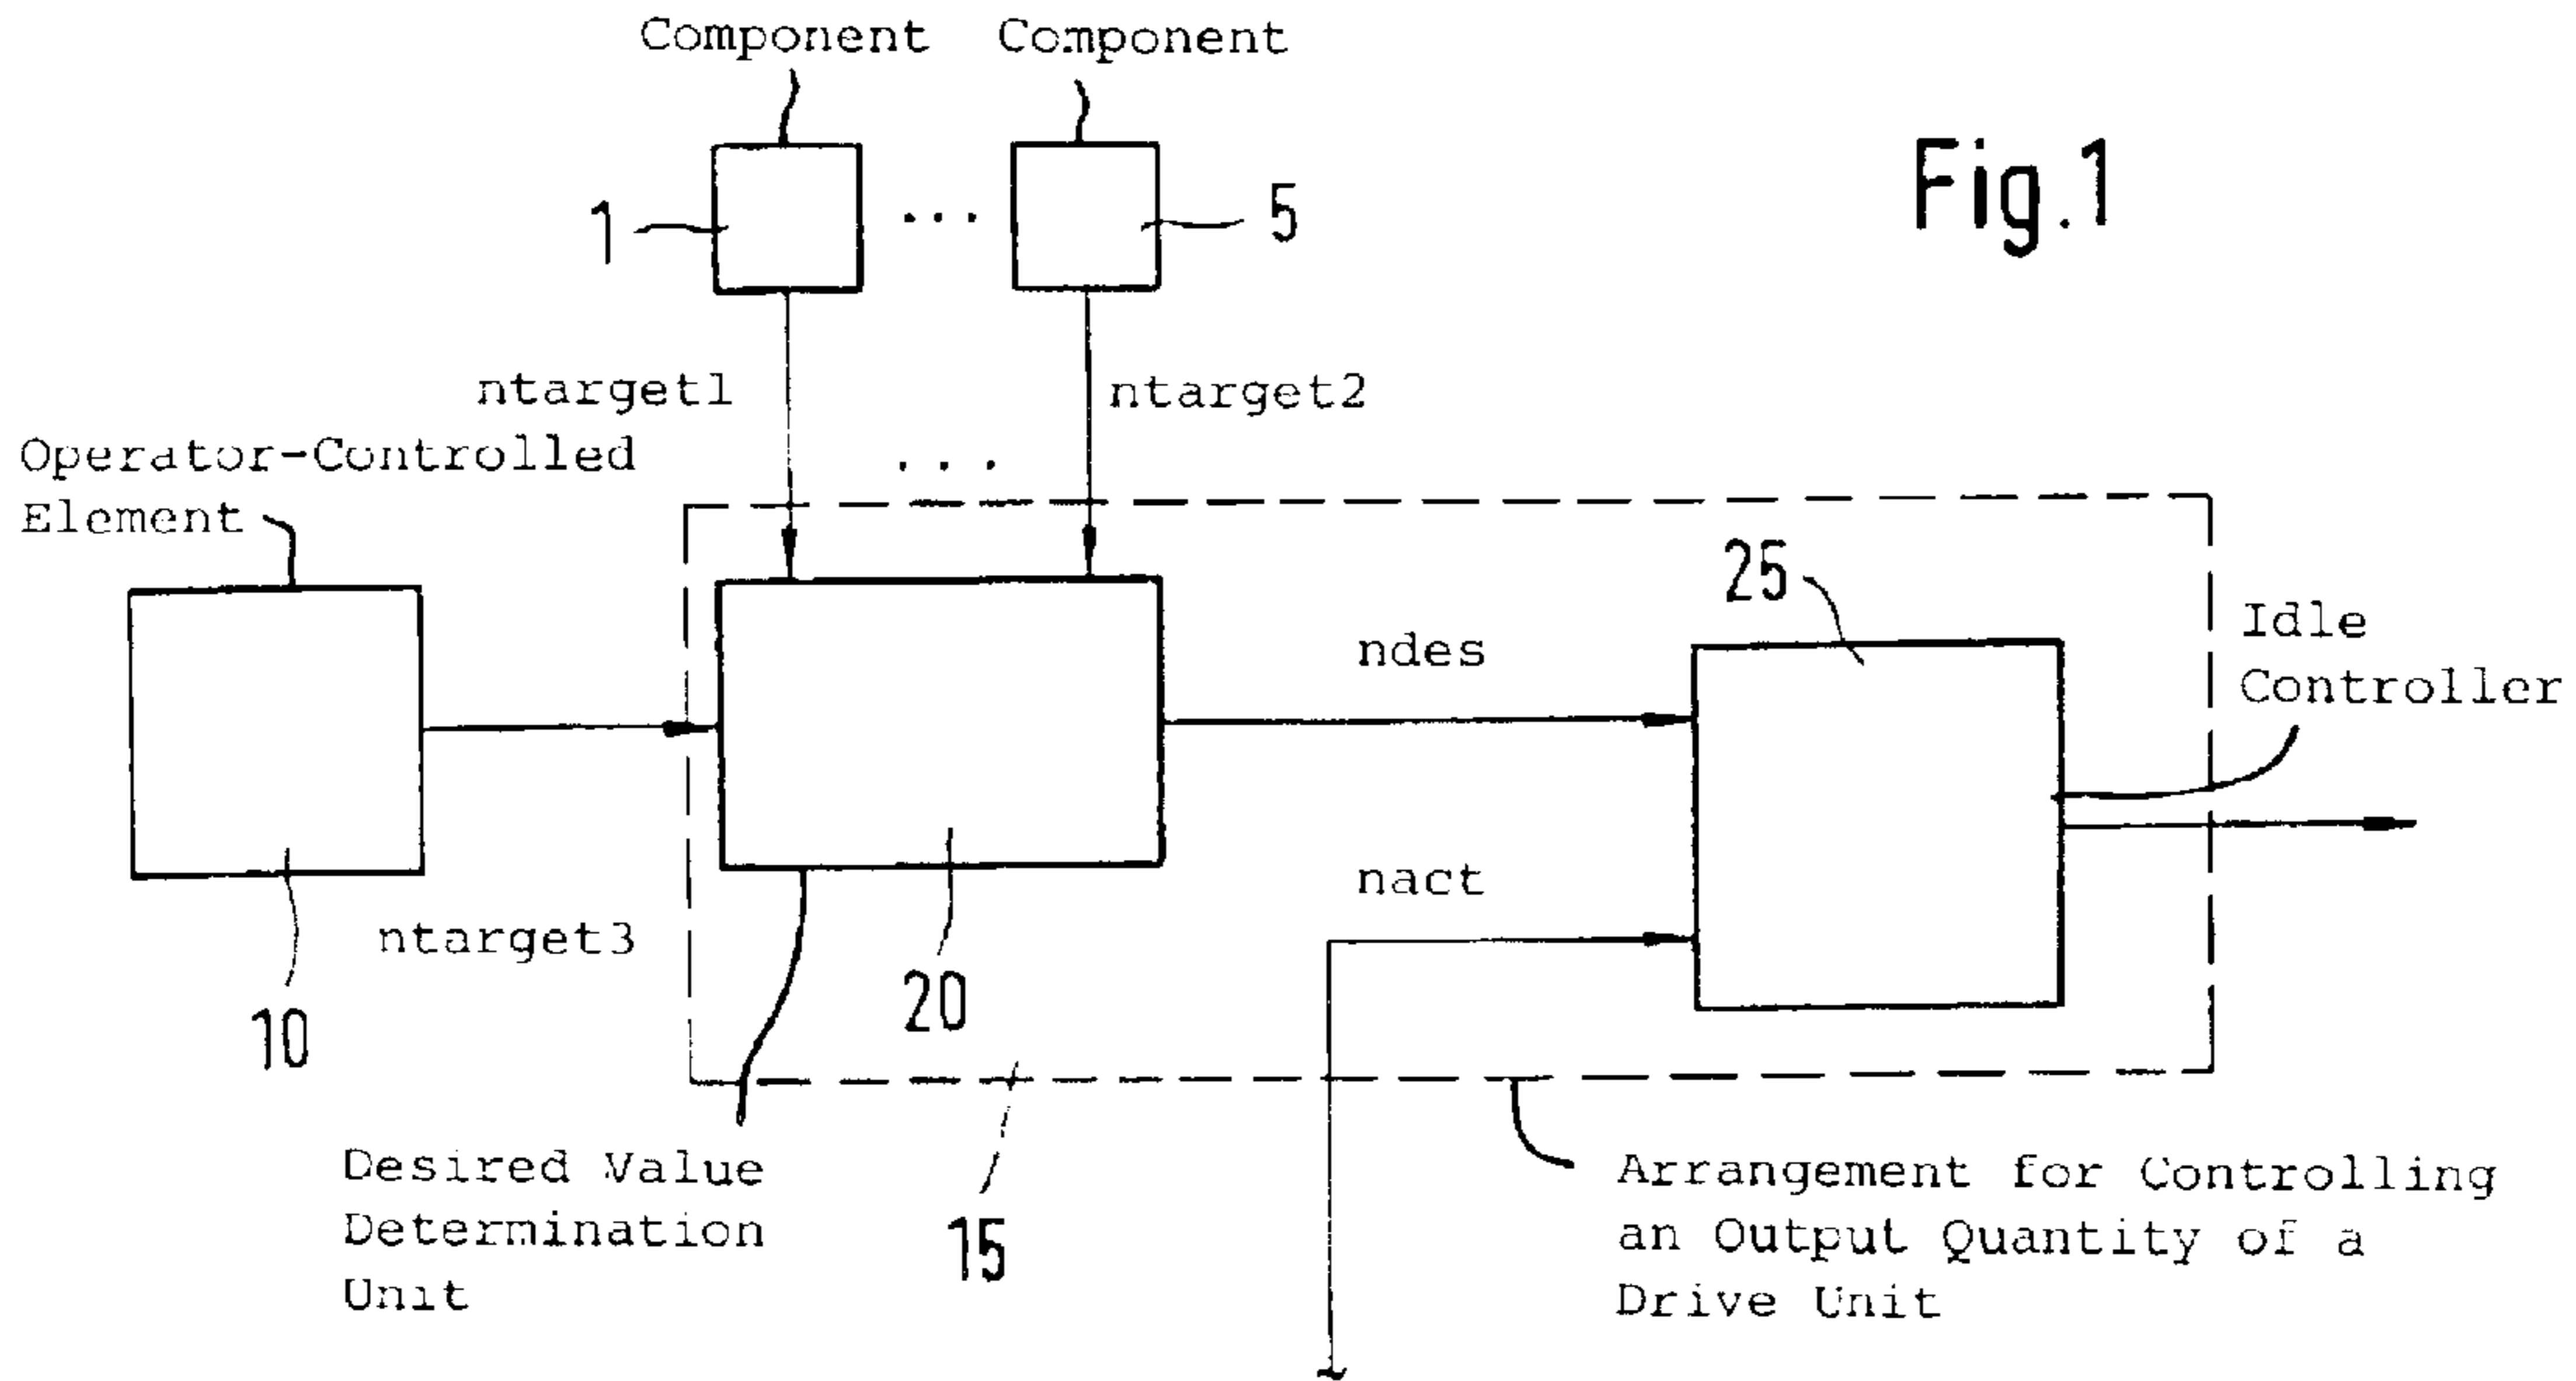 Component
Component
Fig.1
1
...
5
ntarget1
ntarget2
Operator-Controlled
Element
...
25
Idle
Controller
ndes
nact
ntarget3
20
10
Desired Value
Determination
Unit
15
Arrangement for Controlling
an Output Quantity of a
Drive Unit